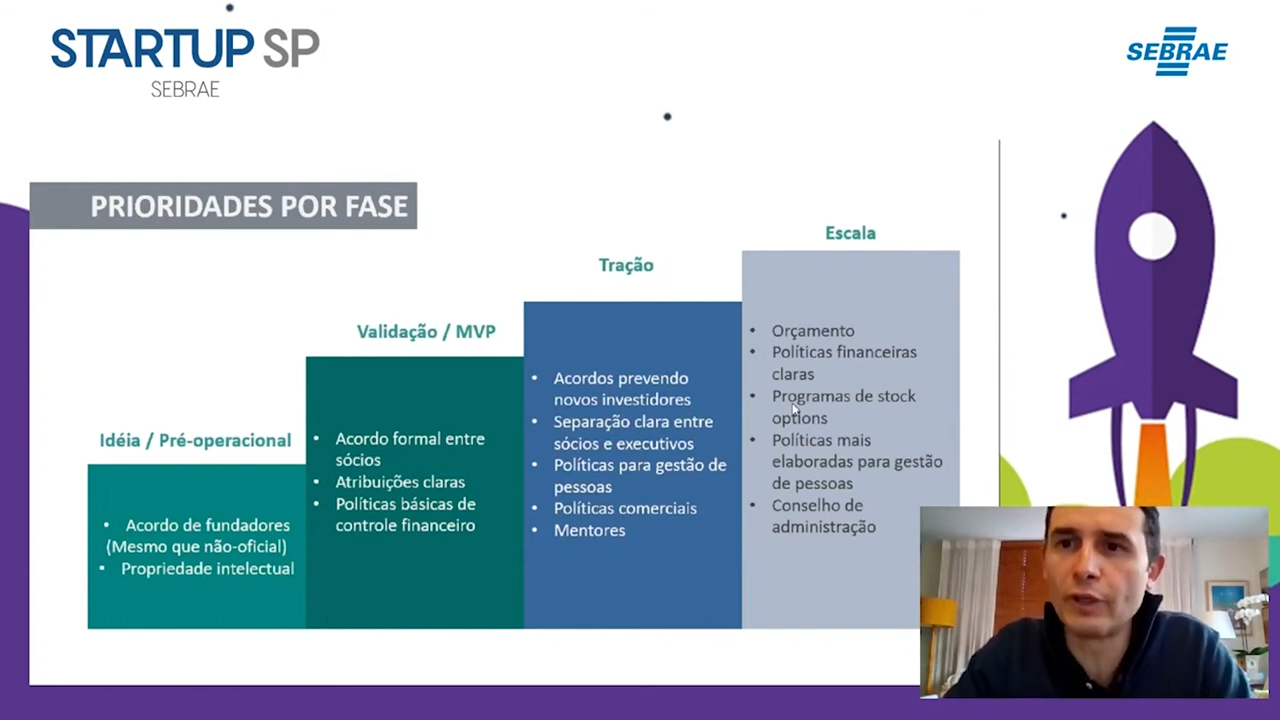 STARTUP SP
SEBRAE
SEBRAE
PRIORIDADES POR FASE
Idéia / Pré-operacional
• Acordo de fundadores
(Mesmo que não-oficial)
• Propriedade intelectual
Validação / MVP
• Acordo formal entre
sócios
• Atribuições claras
• Políticas básicas de
controle financeiro
Tração
• Acordos prevendo
novos investidores
• Separação clara entre
sócios e executivos
• Políticas para gestão de
pessoas
• Políticas comerciais
• Mentores
Escala
• Orçamento
• Políticas financeiras
claras
• Programas de stock
options
• Políticas mais
elaboradas para gestão
de pessoas
• Conselho de
administração